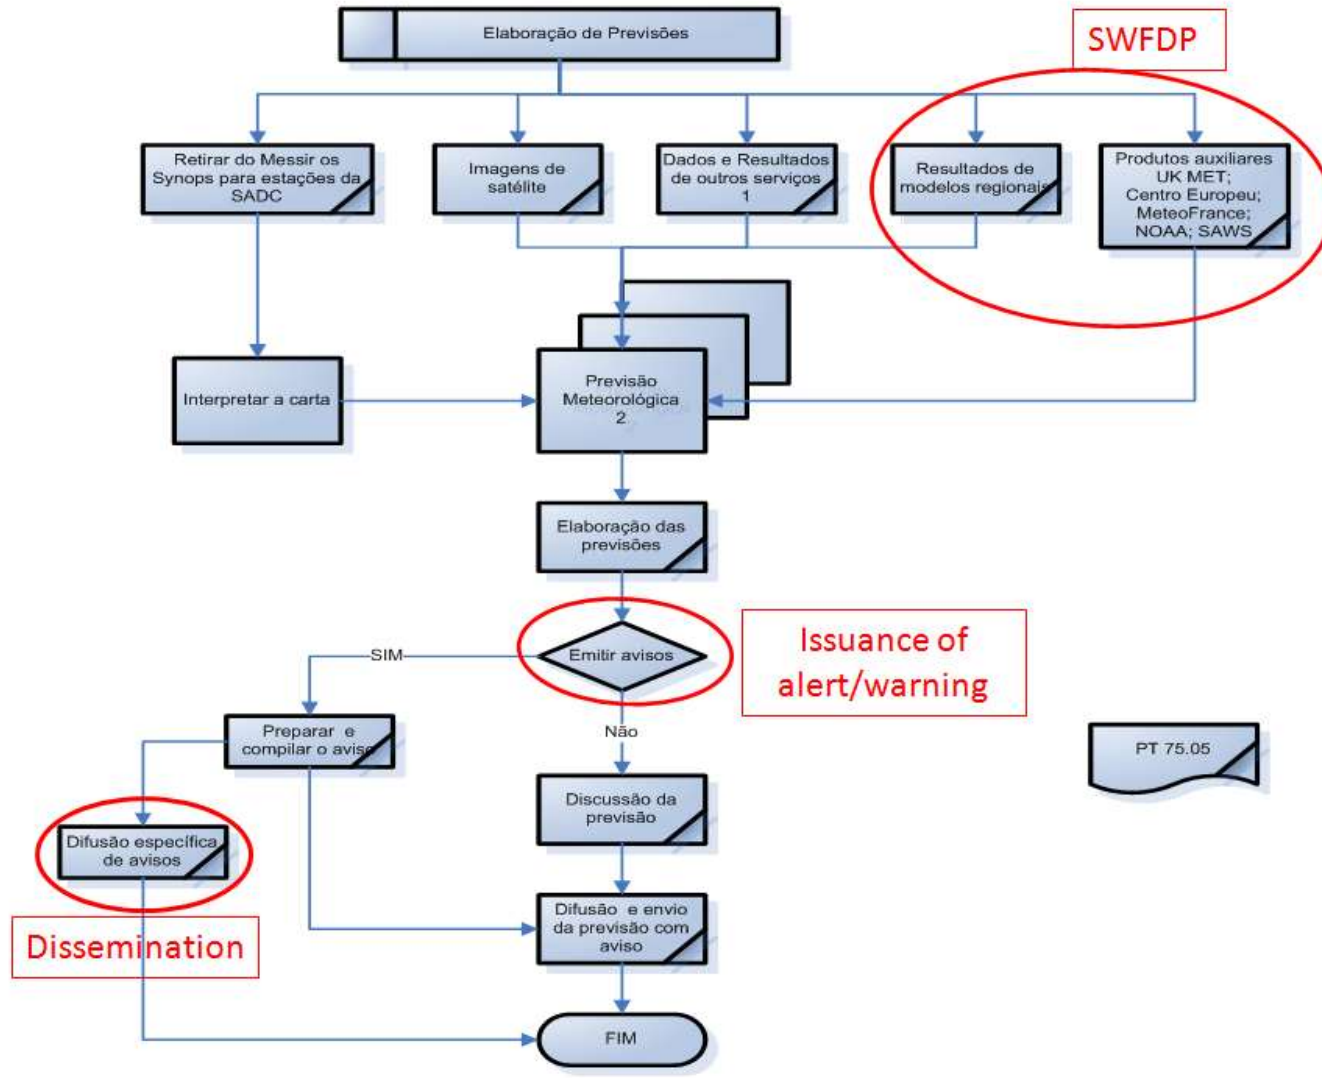 Elaboração de Previsões
SWFDP
Retirar do Messir os
Synops para estações da
SADC
Imagens de
satélite
Dados e Resultados
de outros serviços
1
Resultados de
modelos regionais
Produtos auxiliares
UK MET;
Centro Europeu;
MeteoFrance;
NOAA; SAWS
Interpretar a carta
Previsão
Meteorológica
2
Elaboração das
previsões
Emitir avisos
Issuance of
alert/warning
SIM
Não
Preparar e
compilar o aviso
PT 75.05
Discussão da
previsão
Difusão específica
de avisos
Dissemination
Difusão e envio
da previsão com
aviso
FIM